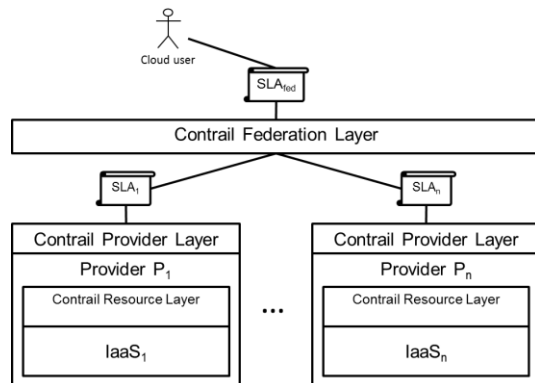 Cloud user
SLAfed
Contrail Federation Layer
SLA1
SLAn
Contrail Provider Layer
Provider P1
Contrail Resource Layer
IaaS1
...
Contrail Provider Layer
Provider Pn
Contrail Resource Layer
IaaSn